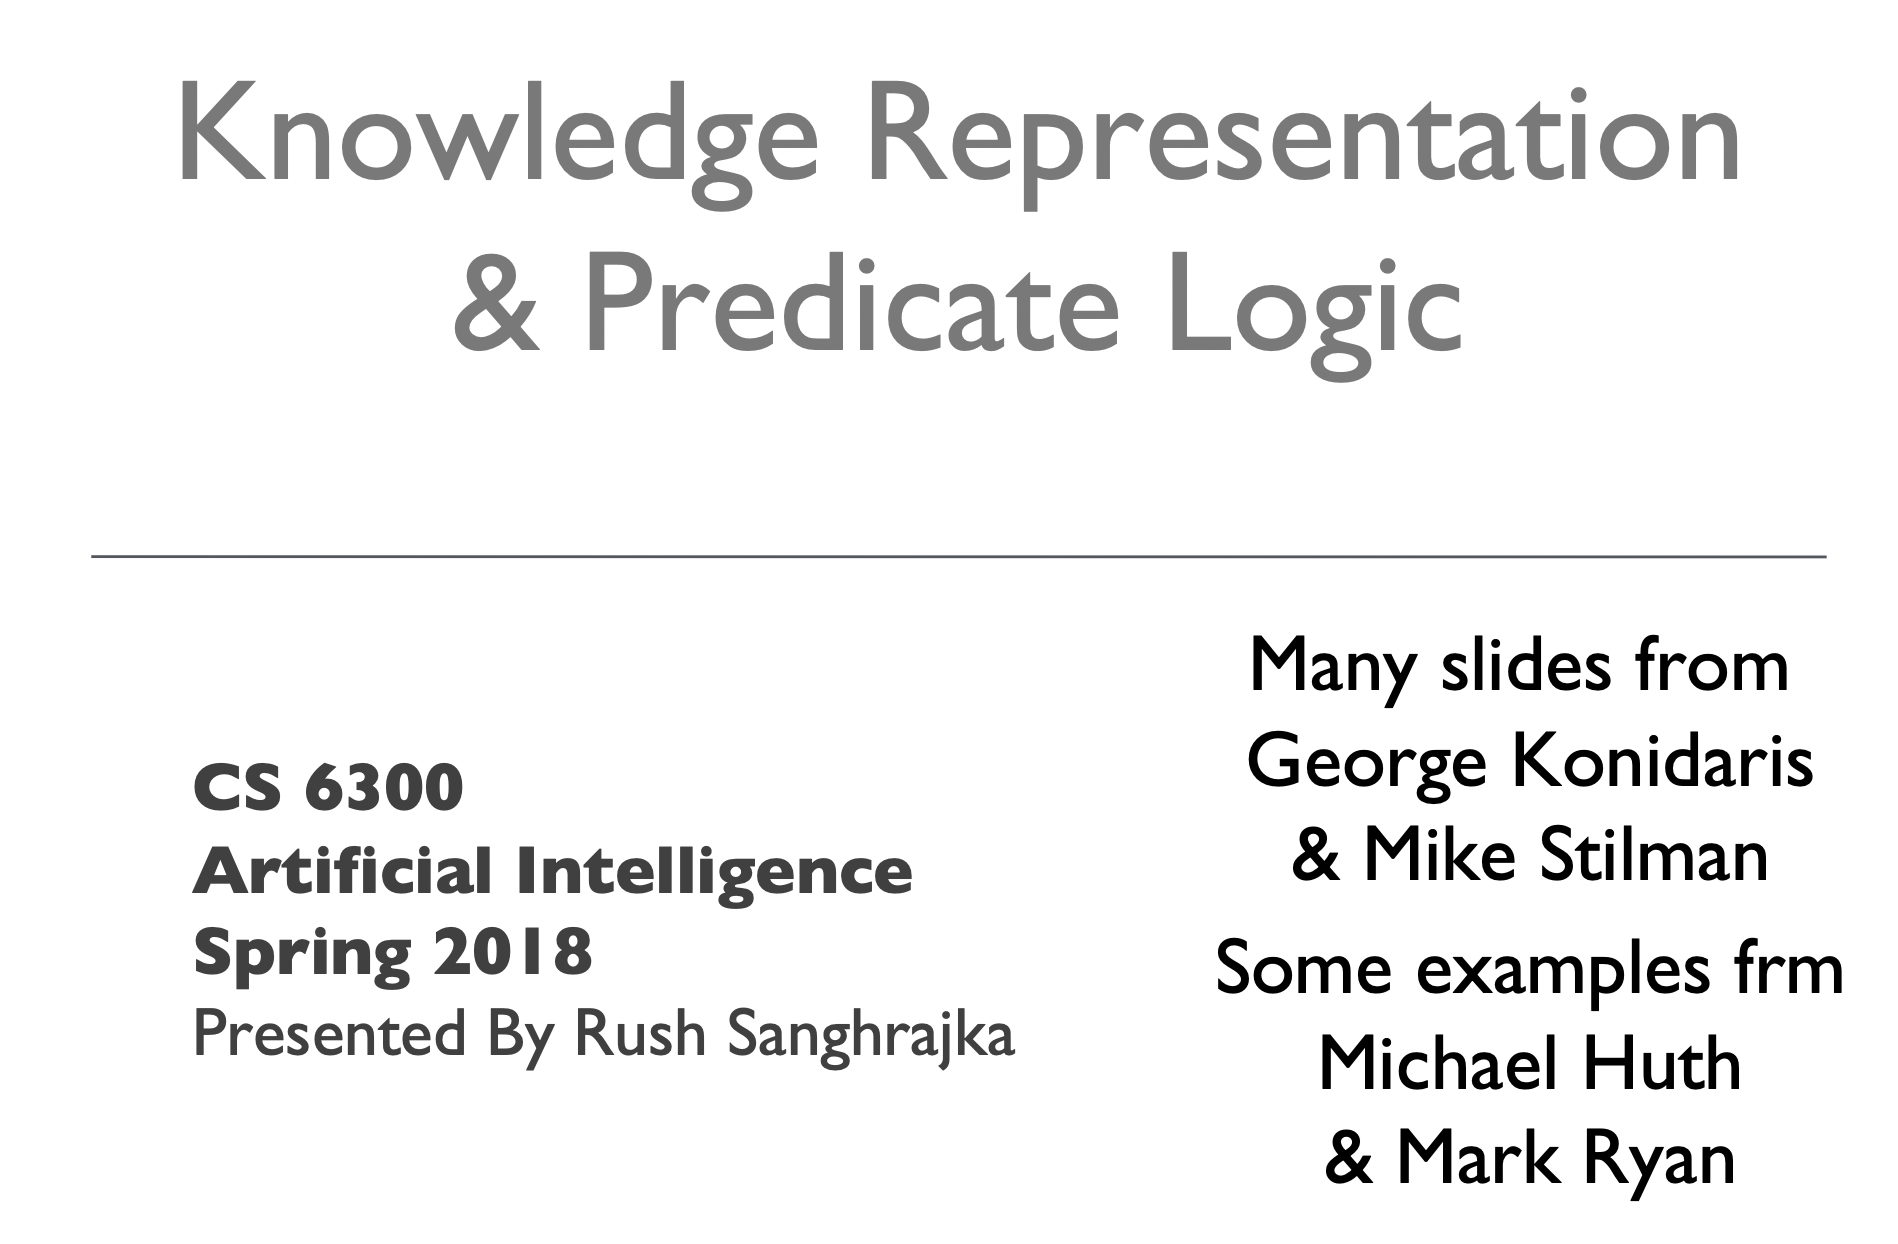 Knowledge Representation
& Predicate Logic
CS 6300
Artificial Intelligence
Spring 2018
Presented By Rush Sanghrajka
Many slides from
George Konidaris
& Mike Stilman
Some examples frm
Michael Huth
& Mark Ryan